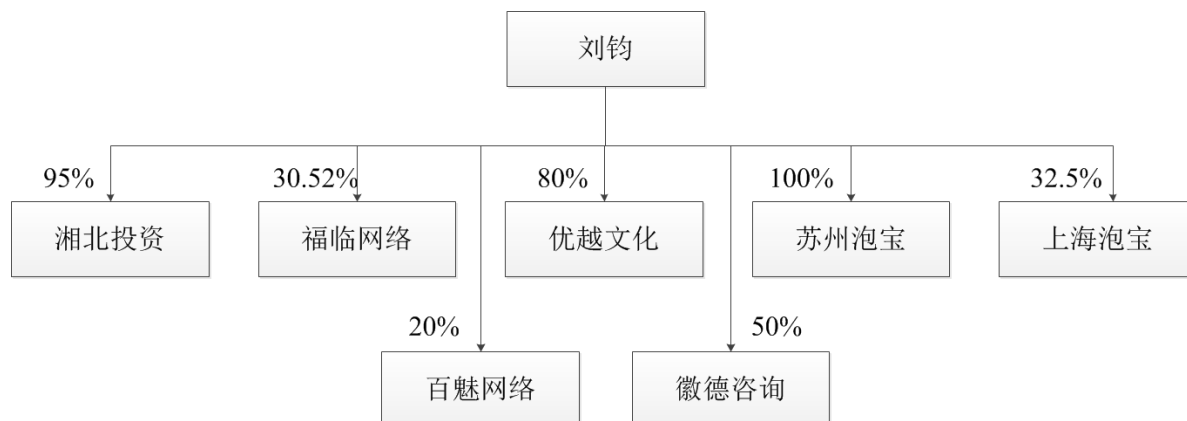 刘钧
95%
30.52%
80%
100%
32.5%
湘北投资
福临网络
优越文化
苏州泡宝
上海泡宝
20%
50%
百魅网络
徽德咨询